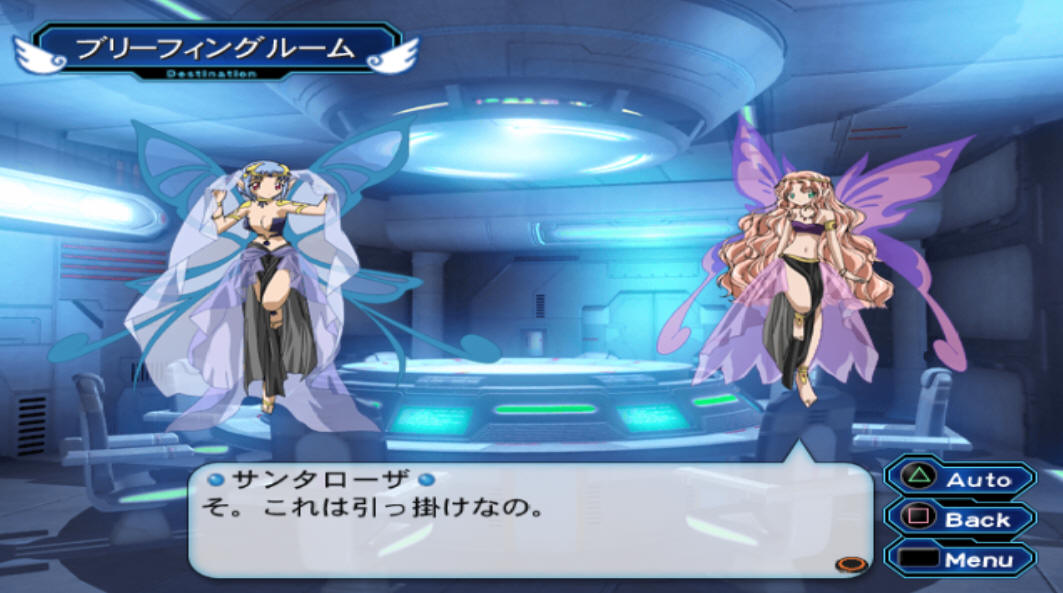 ブリーフィングルーム
Destination
サンタローザ
そ。これは引っ掛けなの。
Auto
Back
Menu